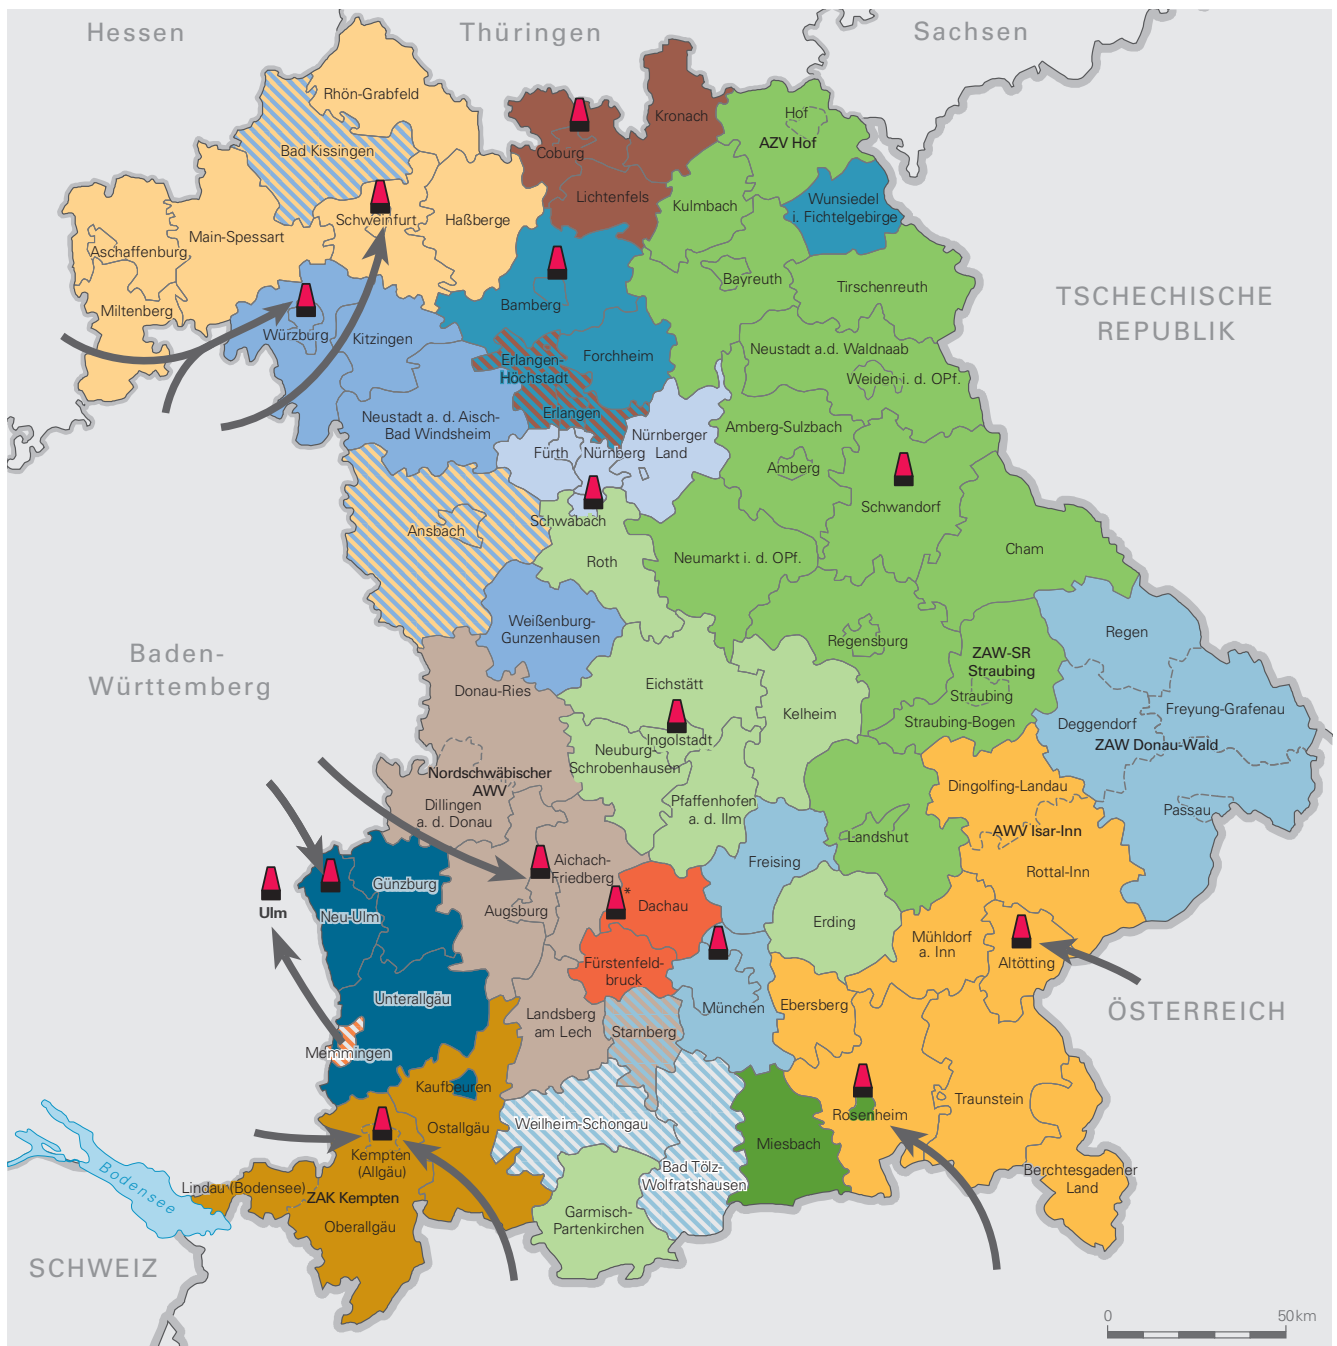 Hessen
Thüringen
Sachsen
Rhön-Grabfeld
Kronach
Hof
AZV Hof
Bad Kissingen
Coburg
Lichtenfels
Kulmbach
Wunsiedel
i. Fichtelgebirge
Schweinfurt
Haßberge
Main-Spessart
Aschaffenburg
Miltenberg
Bayreuth
Tirschenreuth
TSCHECHISCHE
REPUBLIK
Bamberg
Würzburg
Kitzingen
Erlangen-
Höchstadt
Forchheim
Neustadt a.d. Waldnaab
Weiden i. d. OPf.
Erlangen
Neustadt a. d. Aisch-
Bad Windsheim
Nürnberger
Land
Fürth
Nürnberg
Amberg-Sulzbach
Amberg
Schwandorf
Schwabach
Ansbach
Roth
Neumarkt i. d. OPf.
Cham
Weißenburg-
Gunzenhausen
Regensburg
Regen
ZAW-SR
Straubing
Straubing
Baden-
Württemberg
Donau-Ries
Eichstätt
Kelheim
Straubing-Bogen
Deggendorf
Freyung-Grafenau
ZAW Donau-Wald
Ingolstadt
Neuburg-
Schrobenhausen
Nordschwäbischer
AWV
Dillingen
a. d. Donau
Pfaffenhofen
a. d. Ilm
Dingolfing-Landau
Passau
AWV Isar-Inn
Landshut
Rottal-Inn
Aichach-
Friedberg
Freising
Günzburg
Ulm
Neu-Ulm
Augsburg
*
Dachau
Erding
Mühldorf
a. Inn
Altötting
Fürstenfeld-
bruck
Unterallgäu
Landsberg
am Lech
Starnberg
München
Ebersberg
ÖSTERREICH
Memmingen
Kaufbeuren
Ostallgäu
Weilheim-Schongau
Rosenheim
Traunstein
Miesbach
Kempten
(Allgäu)
Bad Tölz-
Wolfratshausen
Berchtesgadener
Land
Bodensee
Lindau (Bodensee)
ZAK Kempten
Oberallgäu
Garmisch-
Partenkirchen
SCHWEIZ
0
50 km